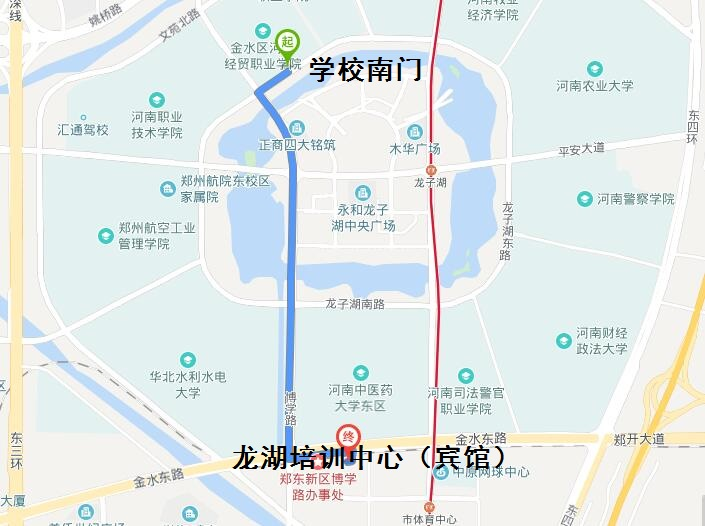 深线
姚桥路
文苑北路
经济学院
起
金水区河
经贸职业学院
学校南门
河南农业大学
河南职业
技术学院
汇通驾校
东四环
正商四大铭筑
木华广场
平安大道
龙子湖
郑州航院东校区
家属院
永和龙子
湖中央广场
河南警察学院
龙子湖东路
郑州航空工业
管理学院
龙子湖南路
河南财经
政法大学
华北水利水电
大学
河南中医药
大学东区
河南司法警官
职业学院
博学路
终
东三环
金水东路
郑开大道
龙湖培训中心（宾馆）
郑东新区博学
路办事处
中原网球中心
金水东路
大厦
市体育中心
东四